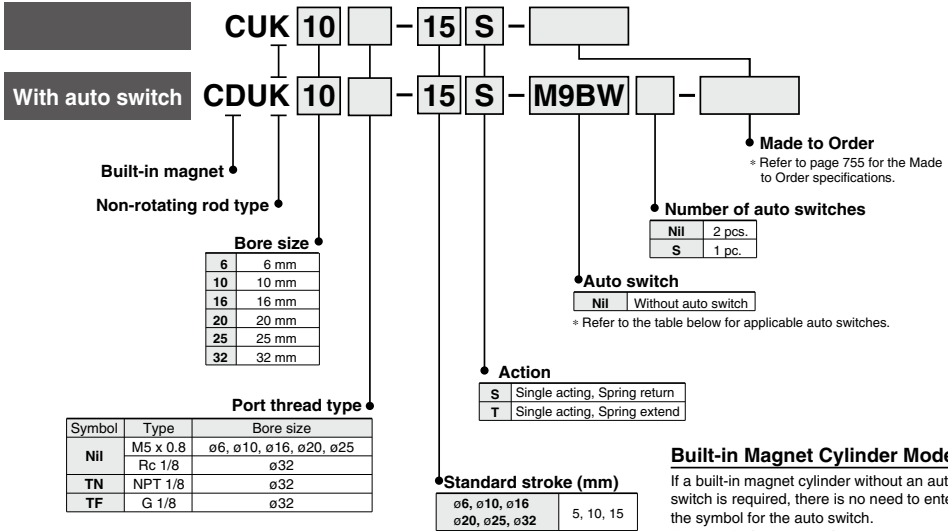 CUK 10 – 15 S –
With auto switch CDUK 10 – 15 S – M9BW –
Made to Order
* Refer to page 755 for the Made
to Order specifications.
Built-in magnet
Non-rotating rod type
Number of auto switches
Nil 2 pcs.
S 1 pc.
Bore size
6 6 mm
10 10 mm
16 16 mm
20 20 mm
25 25 mm
32 32 mm
Auto switch
Nil Without auto switch
* Refer to the table below for applicable auto switches.
Action
S Single acting, Spring return
T Single acting, Spring extend
Port thread type
Symbol Type Bore size
Nil M5 x 0.8 ø6, ø10, ø16, ø20, ø25
Rc 1/8 ø32
TN NPT 1/8 ø32
TF G 1/8 ø32
Standard stroke (mm)
ø6, ø10, ø16
ø20, ø25, ø32 5, 10, 15
Built-in Magnet Cylinder Mode
If a built-in magnet cylinder without an aut
switch is required, there is no need to ente
the symbol for the auto switch.